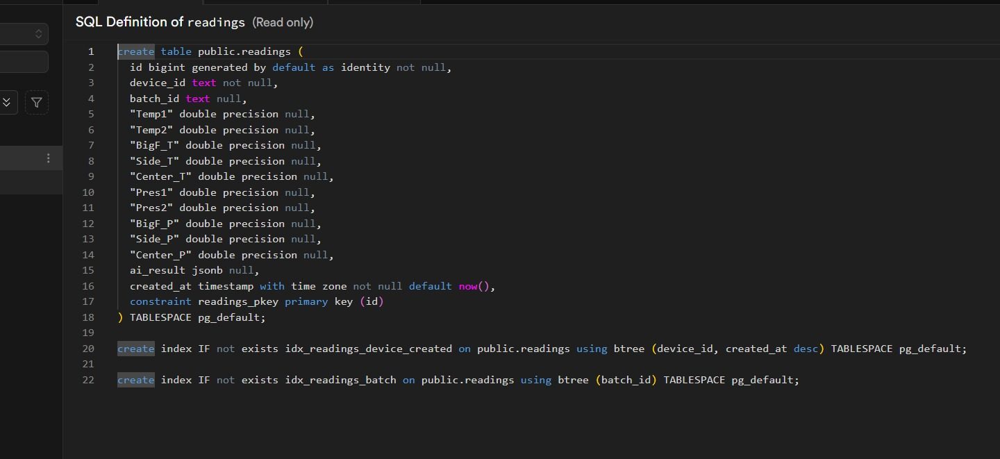 SQL Definition of readings (Read only)
1 create table public.readings (
2 id bigint generated by default as identity not null,
3 device_id text not null,
4 batch_id text null,
5 "Temp1" double precision null,
6 "Temp2" double precision null,
7 "BigF_T" double precision null,
8 "Side_T" double precision null,
9 "Center_T" double precision null,
10 "Pres1" double precision null,
11 "Pres2" double precision null,
12 "BigF_P" double precision null,
13 "Side_P" double precision null,
14 "Center_P" double precision null,
15 ai_result jsonb null,
16 created_at timestamp with time zone not null default now(),
17 constraint readings_pkey primary key (id)
18 ) TABLESPACE pg_default;
19
20 create index IF not exists idx_readings_device_created on public.readings using btree (device_id, created_at desc) TABLESPACE pg_default;
21
22 create index IF not exists idx_readings_batch on public.readings using btree (batch_id) TABLESPACE pg_default;